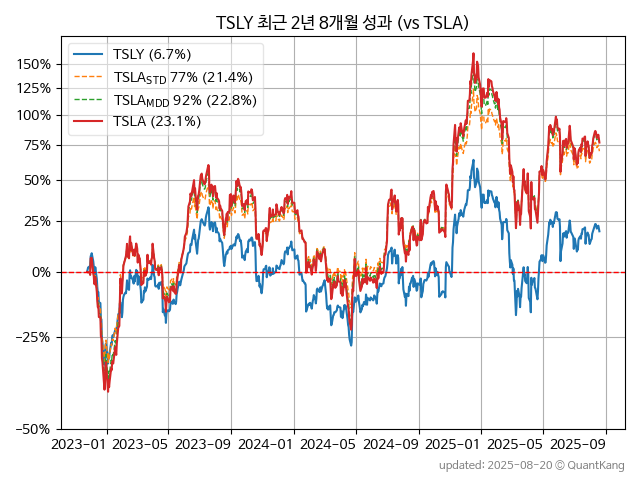 TSLY 최근 2년 8개월 성과 (vs TSLA)
TSLY (6.7%)
TSLA_STD 77% (21.4%)
TSLA_MDD 92% (22.8%)
TSLA (23.1%)
150%
125%
100%
75%
50%
25%
0%
−25%
−50%
2023-01 2023-05 2023-09 2024-01 2024-05 2024-09 2025-01 2025-05 2025-09
updated: 2025-08-20 © QuantKang